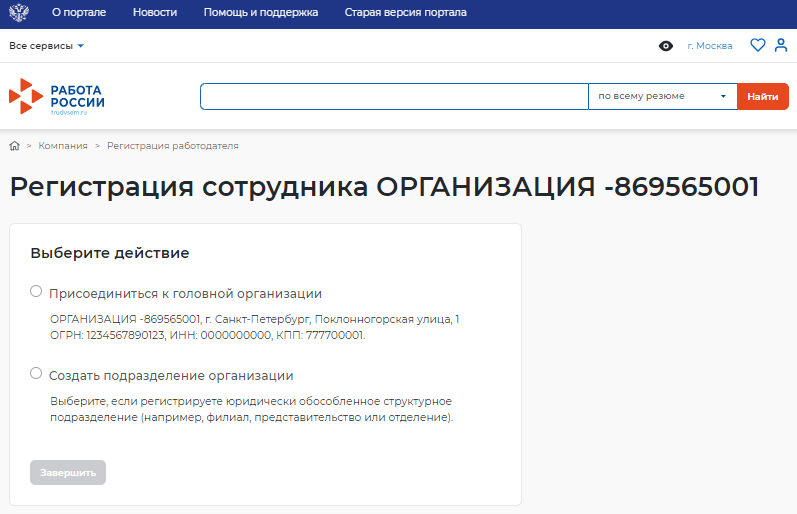 О портале Новости Помощь и поддержка Старая версия портала
Все сервисы г. Москва
РАБОТА
РОССИИ
trudvsem.ru
по всему резюме Найти
> Компания > Регистрация работодателя
Регистрация сотрудника ОРГАНИЗАЦИЯ -869565001
Выберите действие
Присоединиться к головной организации
ОРГАНИЗАЦИЯ -869565001, г. Санкт-Петербург, Поклонногорская улица, 1
ОГРН: 1234567890123, ИНН: 0000000000, КПП: 777700001.
Создать подразделение организации
Выберите, если регистрируете юридически обособленное структурное
подразделение (например, филиал, представительство или отделение).
Завершить